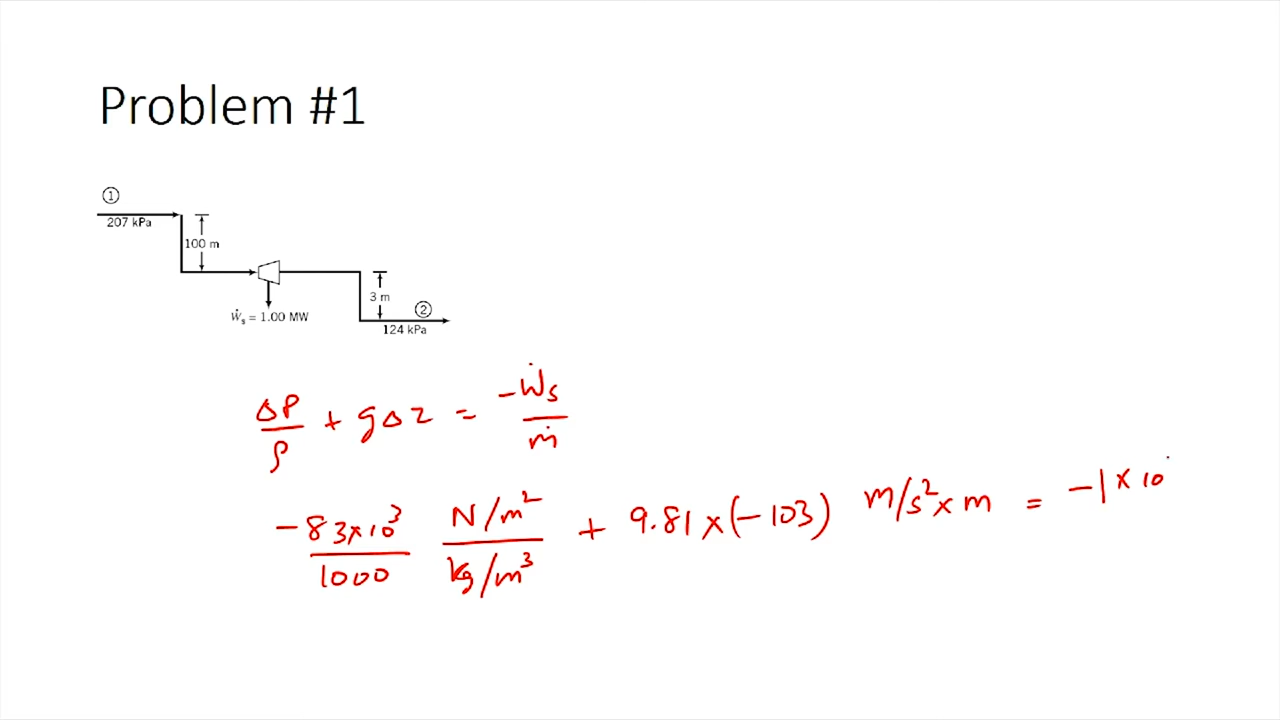 Problem #1
①
207 kPa
100 m
Ẇs = 1.00 MW
3 m
②
124 kPa
ΔP/ρ + gΔz = -Ẇs/ṁ
-83×10³/1000 N/m²/kg/m³ + 9.81×(-103) m/s²×m = -1×10